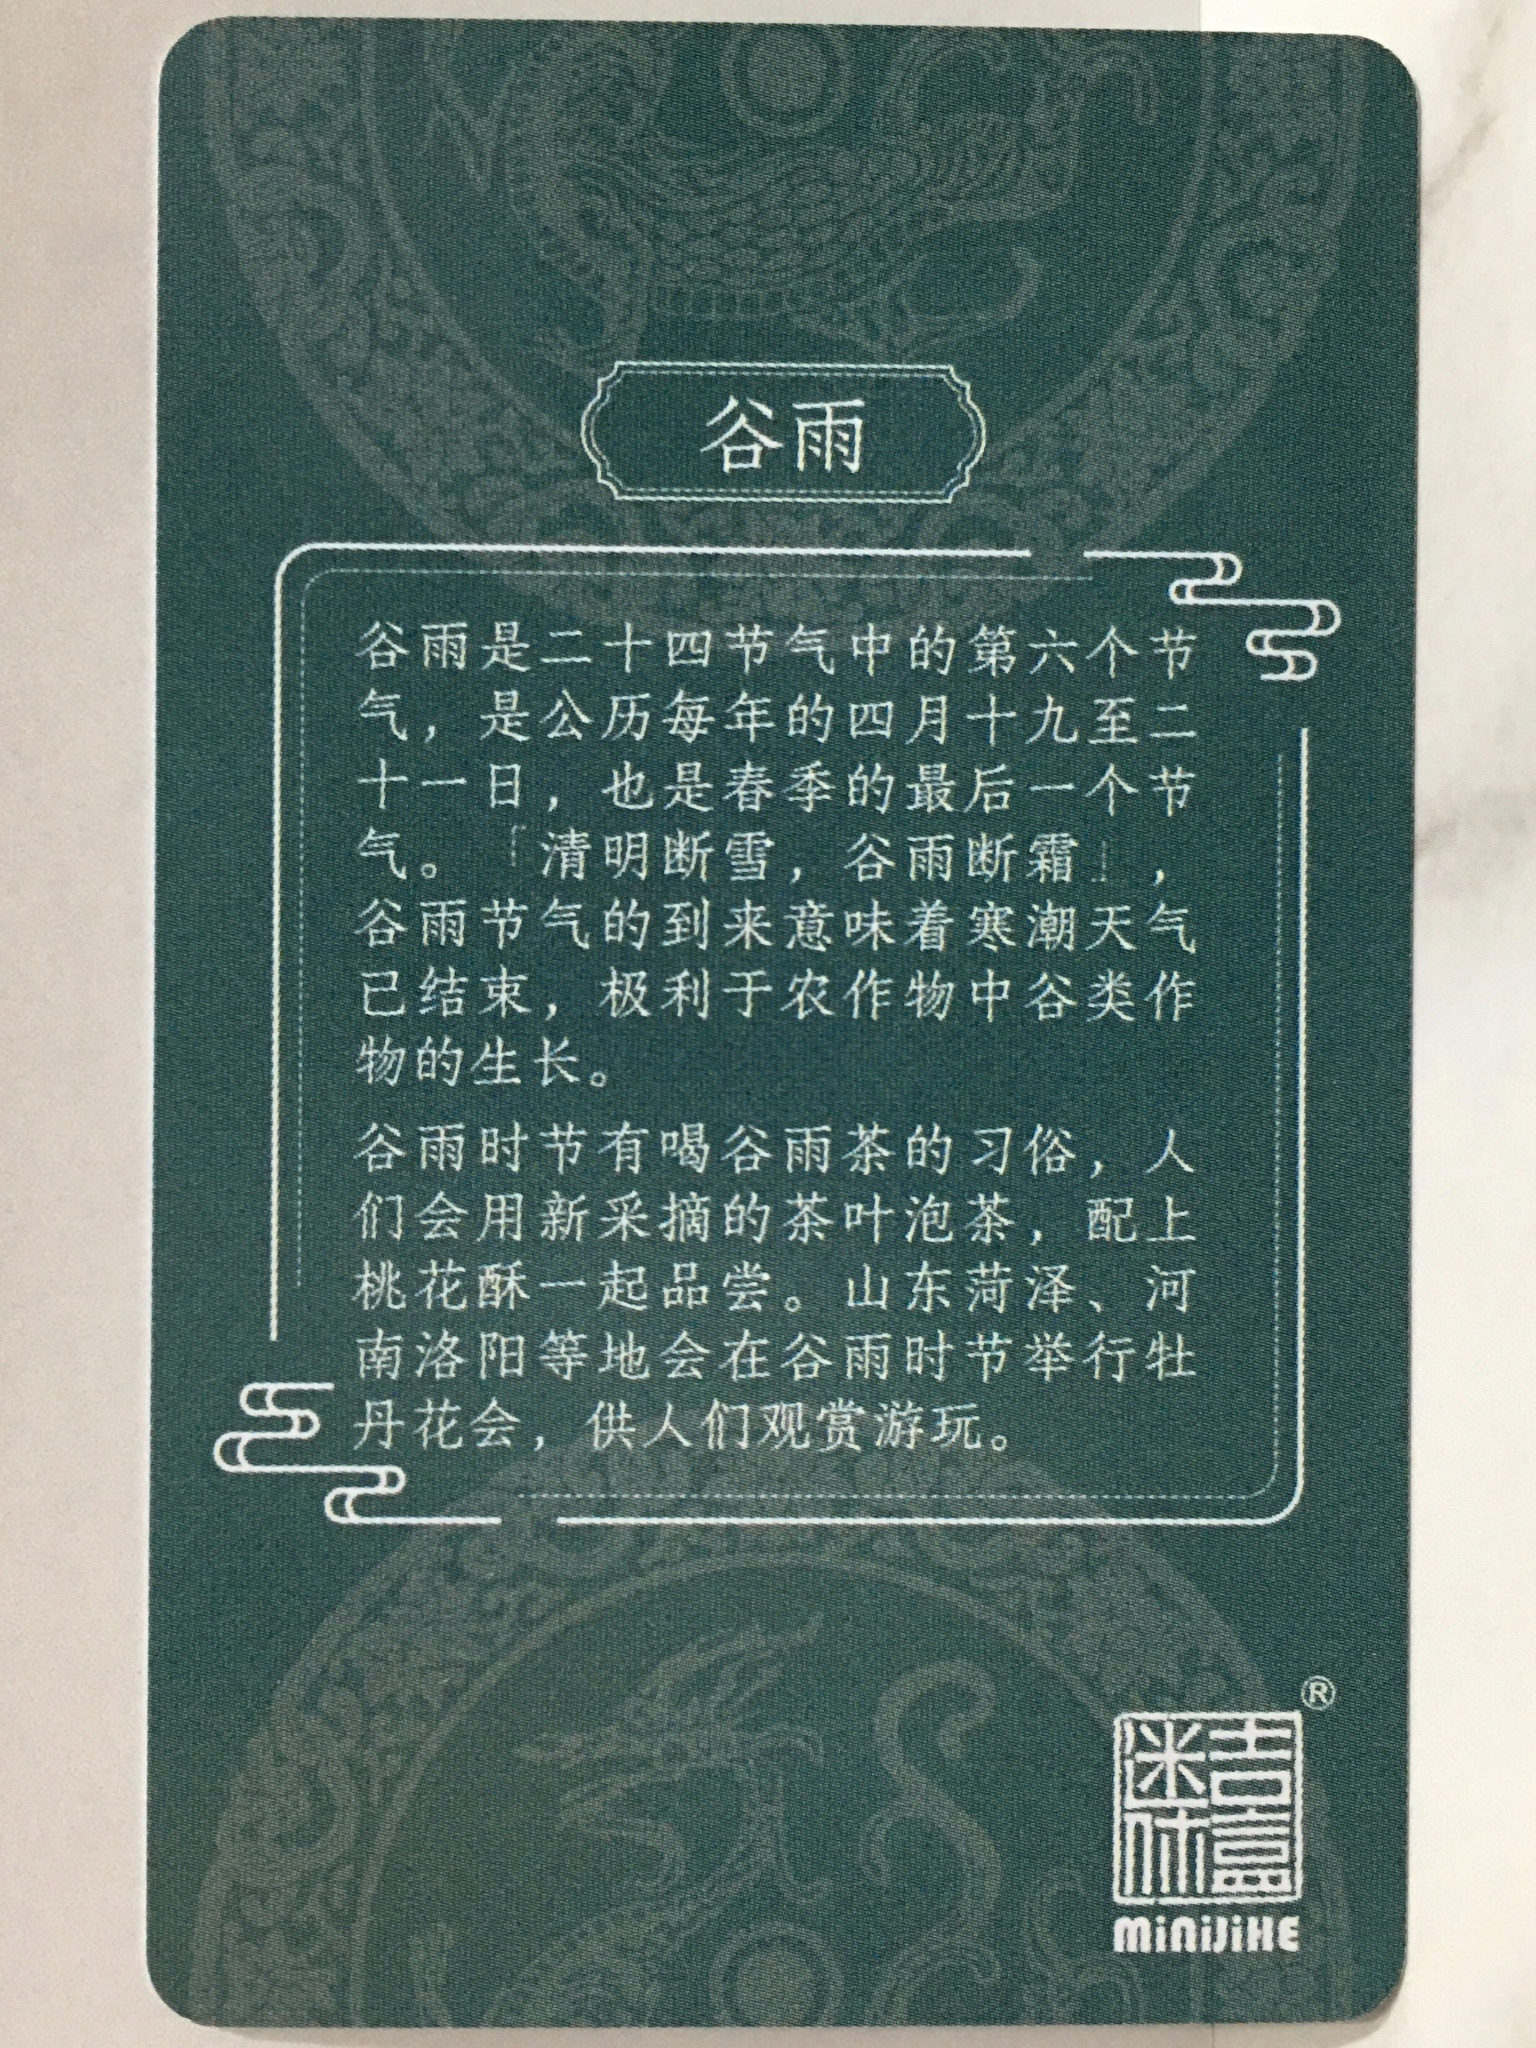 谷雨
谷雨是二十四节气中的第六个节
气，是公历每年的四月十九至二
十一日，也是春季的最后一个节
气。「清明断雪，谷雨断霜」，
谷雨节气的到来意味着寒潮天气
已结束，极利于农作物中谷类作
物的生长。
谷雨时节有喝谷雨茶的习俗，人
们会用新采摘的茶叶泡茶，配上
桃花酥一起品尝。山东菏泽、河
南洛阳等地会在谷雨时节举行牡
丹花会，供人们观赏游玩。
®
迷吉
你盒
MiNiJiHE